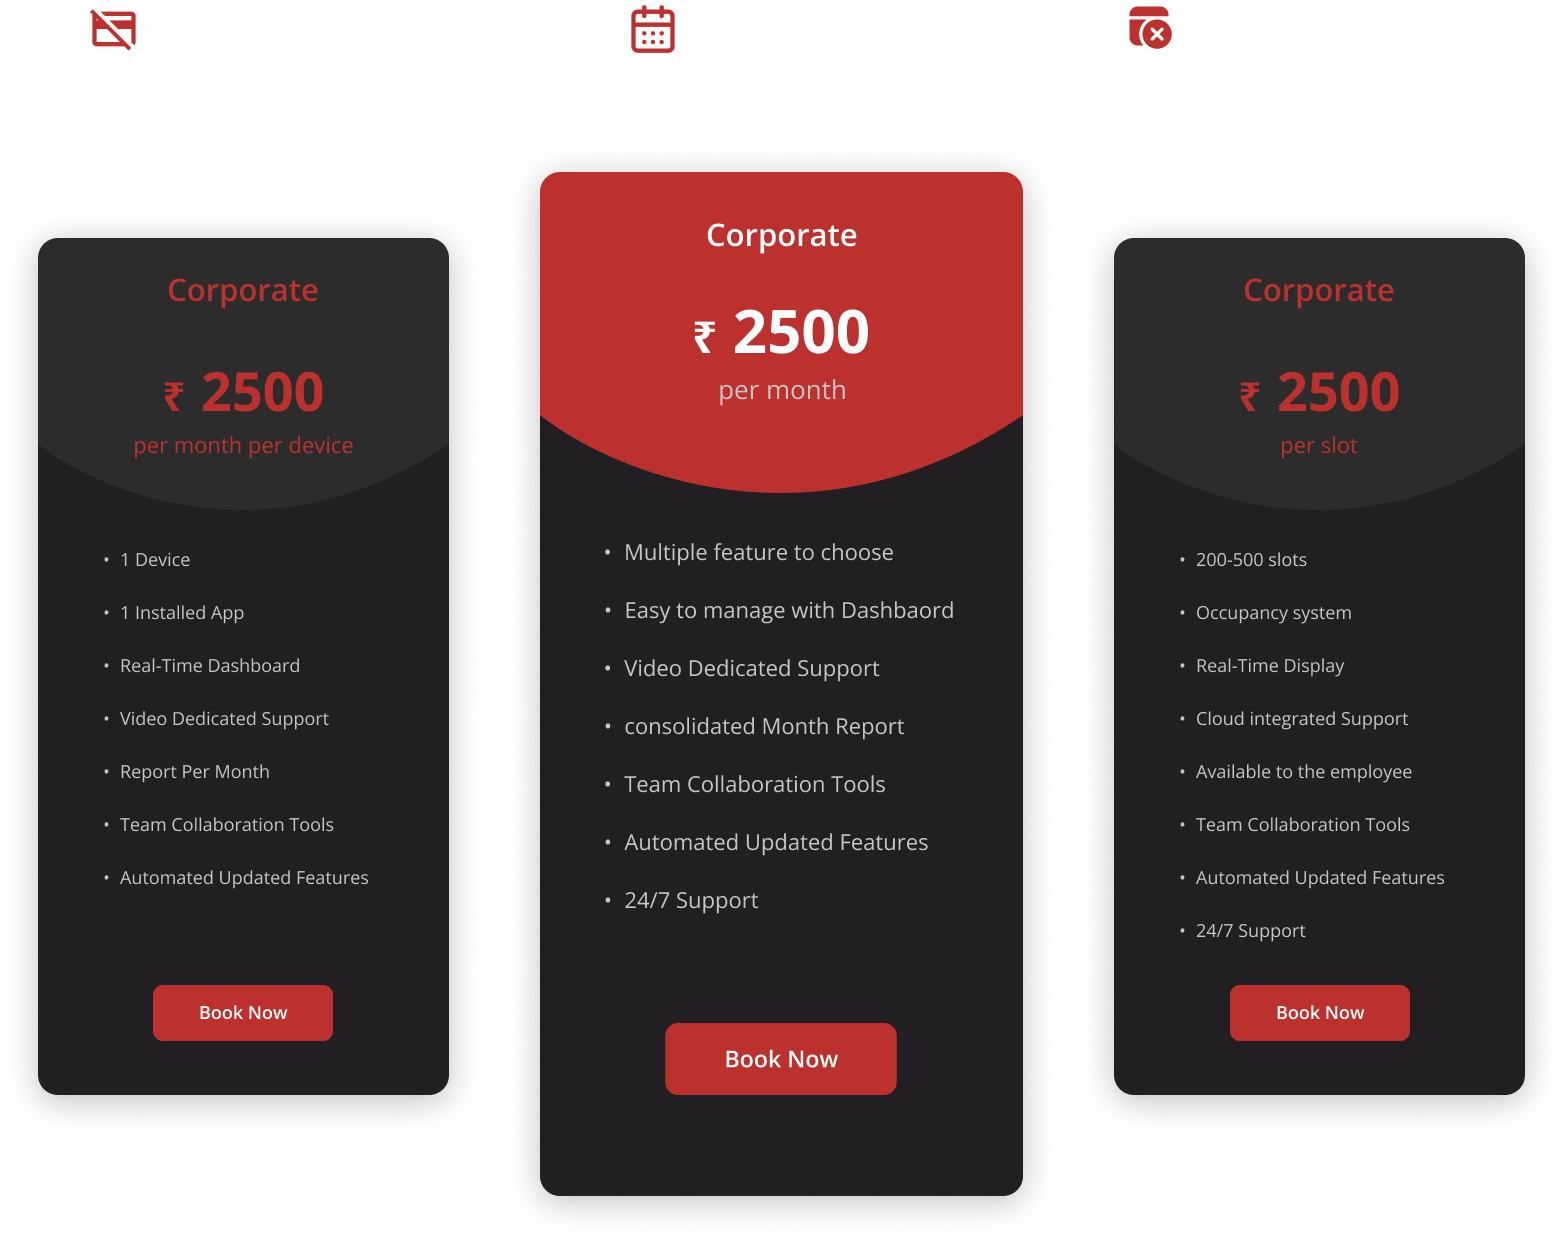 Corporate
₹ 2500
per month per device
• 1 Device
• 1 Installed App
• Real-Time Dashboard
• Video Dedicated Support
• Report Per Month
• Team Collaboration Tools
• Automated Updated Features
Book Now
Corporate
₹ 2500
per month
• Multiple feature to choose
• Easy to manage with Dashbaord
• Video Dedicated Support
• consolidated Month Report
• Team Collaboration Tools
• Automated Updated Features
• 24/7 Support
Book Now
Corporate
₹ 2500
per slot
• 200-500 slots
• Occupancy system
• Real-Time Display
• Cloud integrated Support
• Available to the employee
• Team Collaboration Tools
• Automated Updated Features
• 24/7 Support
Book Now